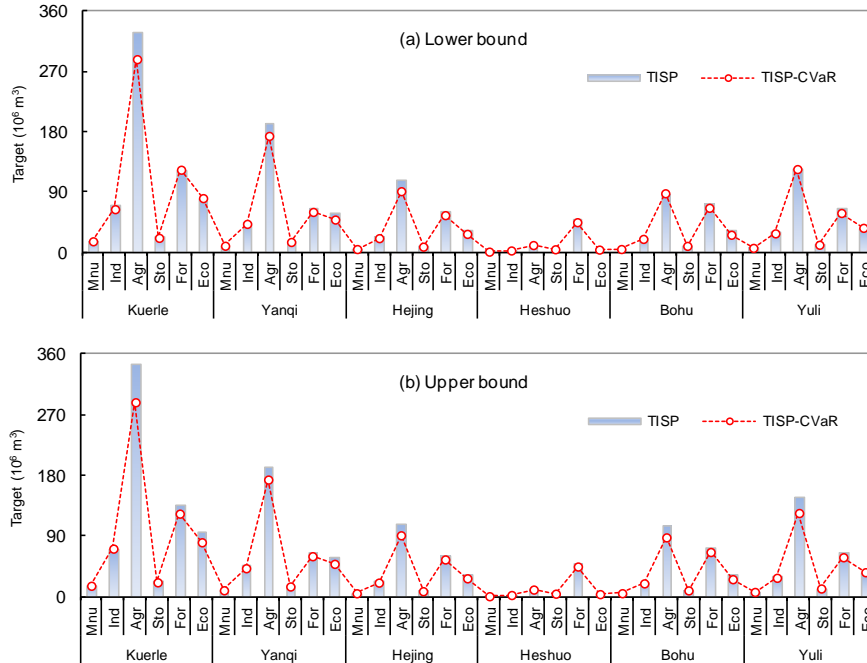 360
(a) Lower bound
270
TISP
TISP-CVaR
180
90
0
Target (10⁶ m³)
Mnu Ind Agr Sto For Eco Mnu Ind Agr Sto For Eco Mnu Ind Agr Sto For Eco Mnu Ind Agr Sto For Eco Mnu Ind Agr Sto For Eco Mnu Ind Agr Sto For Eco
Kuerle Yanqi Hejing Heshuo Bohu Yuli
360
(b) Upper bound
270
TISP
TISP-CVaR
180
90
0
Target (10⁶ m³)
Mnu Ind Agr Sto For Eco Mnu Ind Agr Sto For Eco Mnu Ind Agr Sto For Eco Mnu Ind Agr Sto For Eco Mnu Ind Agr Sto For Eco Mnu Ind Agr Sto For Eco
Kuerle Yanqi Hejing Heshuo Bohu Yuli